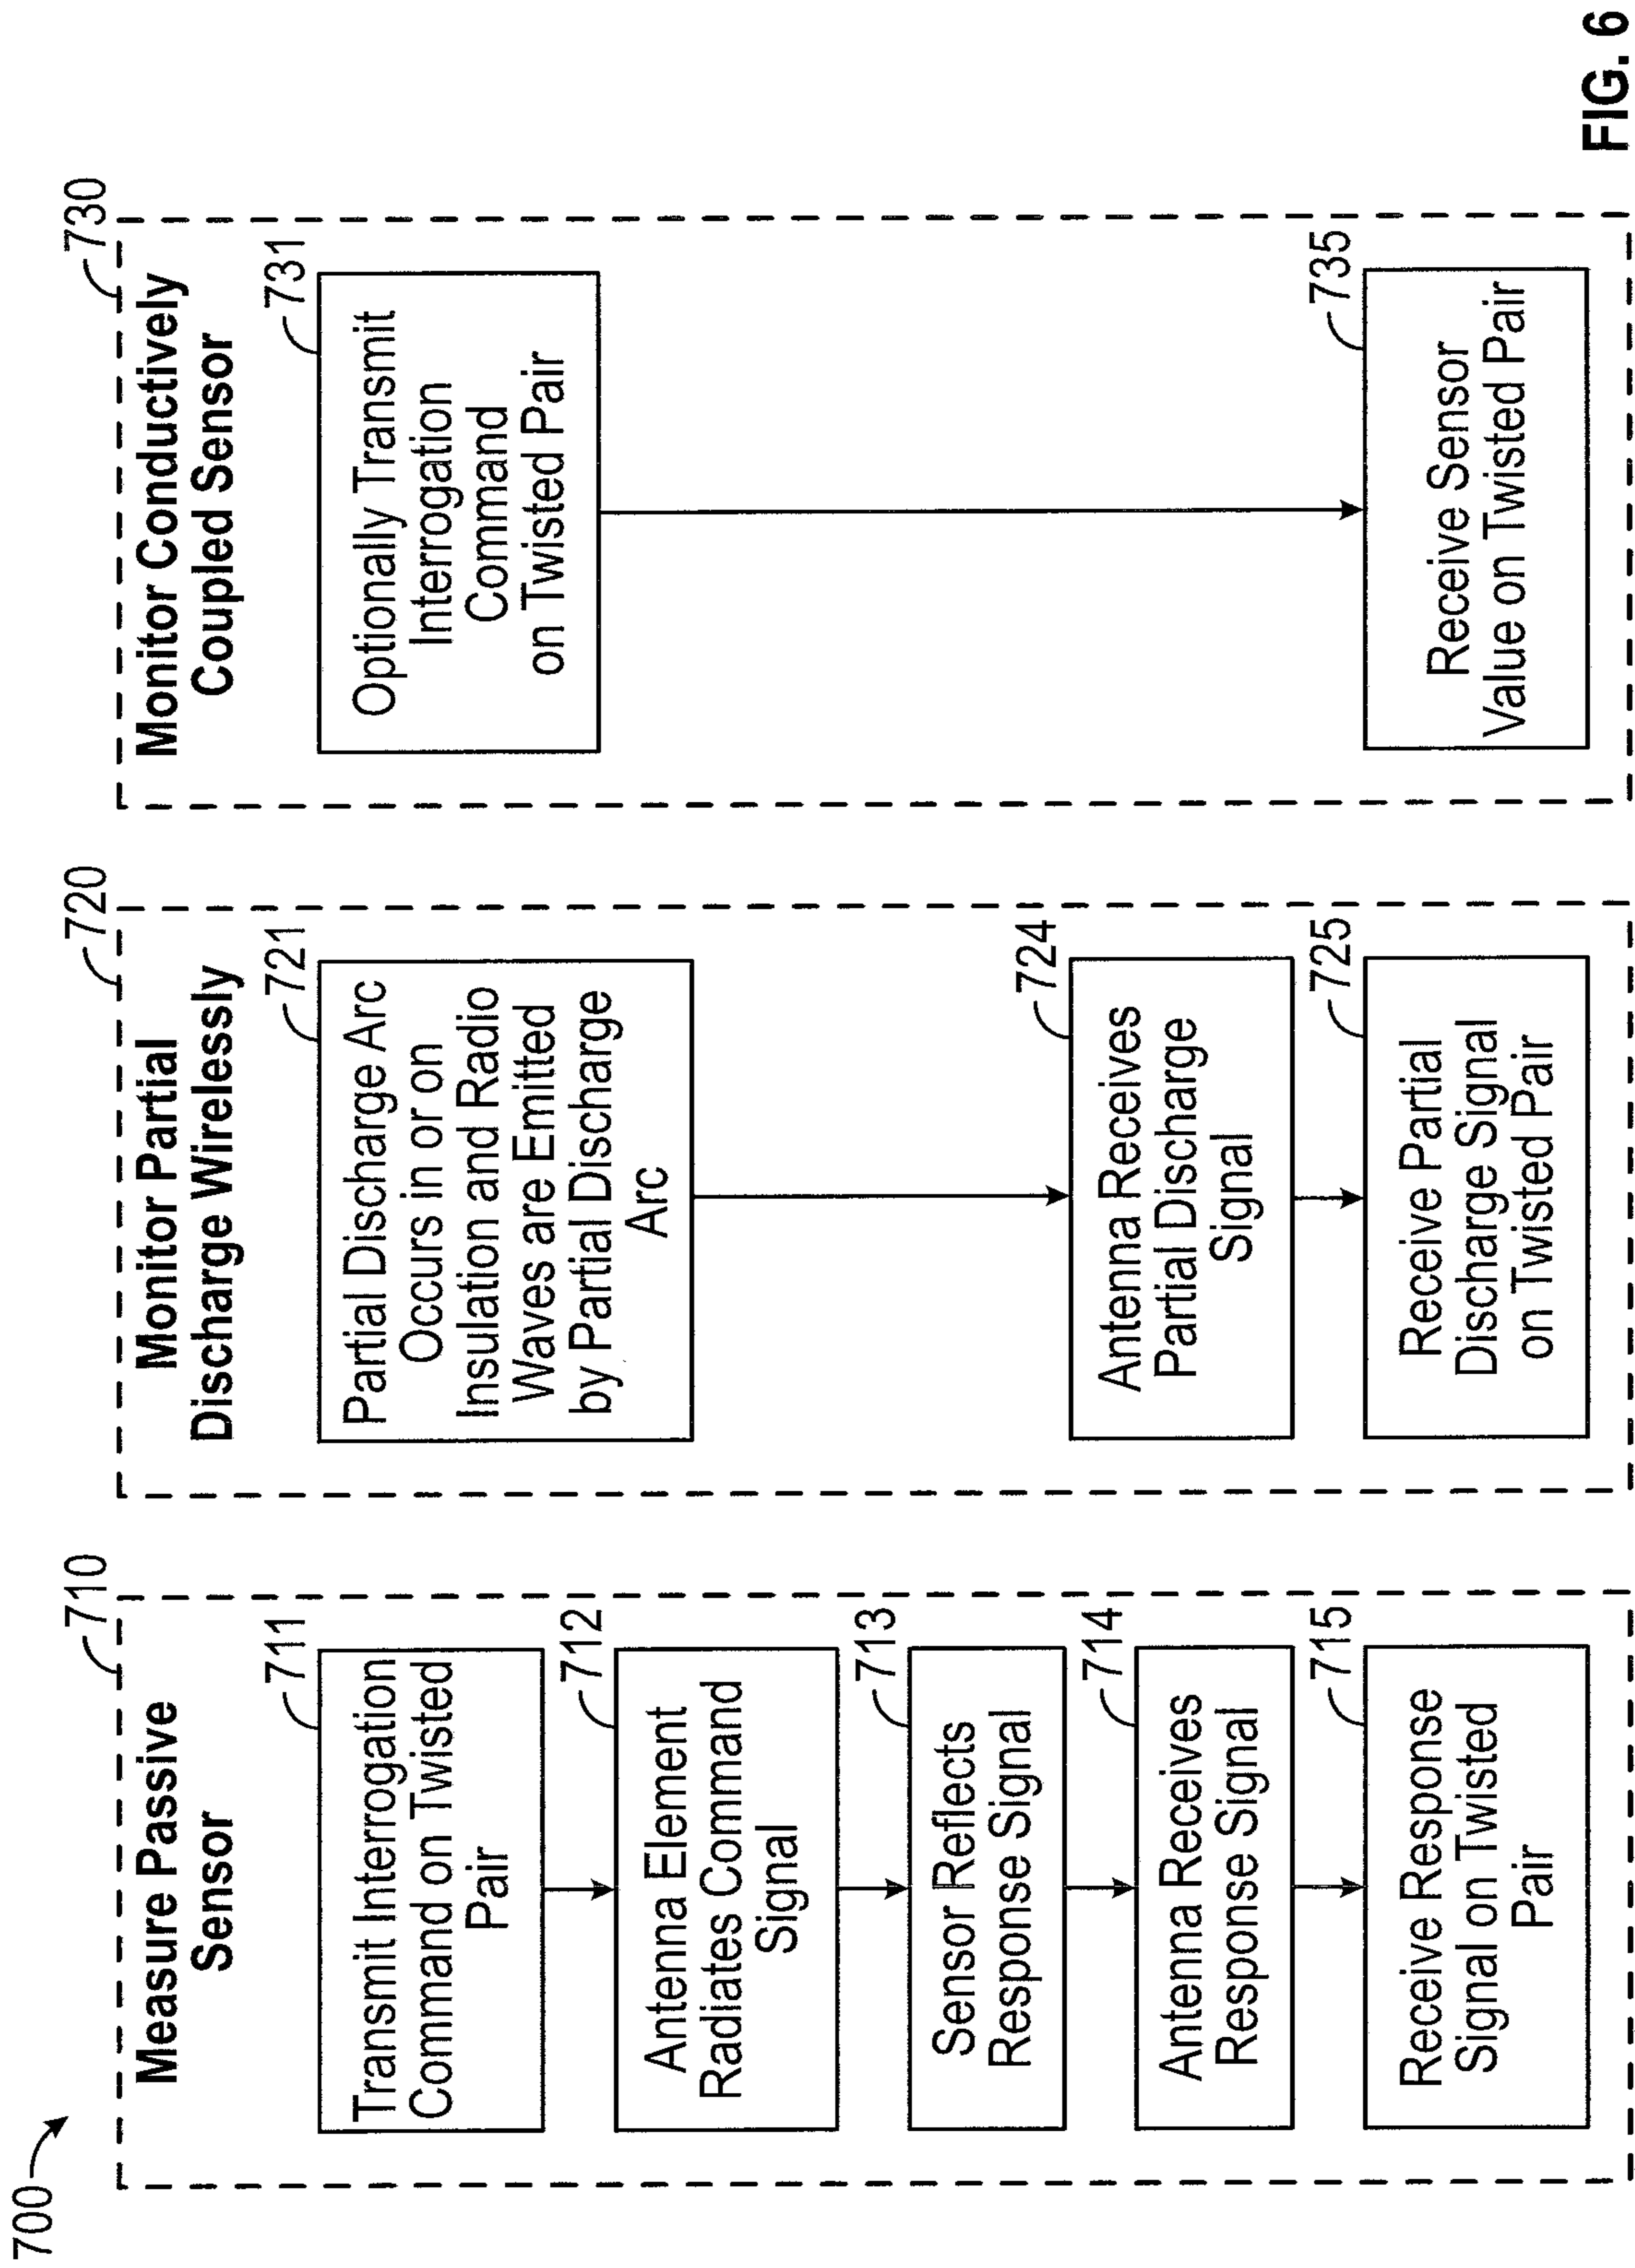 700
710
Measure Passive
Sensor
711
Transmit Interrogation
Command on Twisted
Pair
712
Antenna Element
Radiates Command
Signal
713
Sensor Reflects
Response Signal
714
Antenna Receives
Response Signal
715
Receive Response
Signal on Twisted
Pair
720
Monitor Partial
Discharge Wirelessly
721
Partial Discharge Arc
Occurs in or on
Insulation and Radio
Waves are Emitted
by Partial Discharge
Arc
724
Antenna Receives
Partial Discharge
Signal
725
Receive Partial
Discharge Signal
on Twisted Pair
730
Monitor Conductively
Coupled Sensor
731
Optionally Transmit
Interrogation
Command
on Twisted Pair
735
Receive Sensor
Value on Twisted Pair
FIG. 6